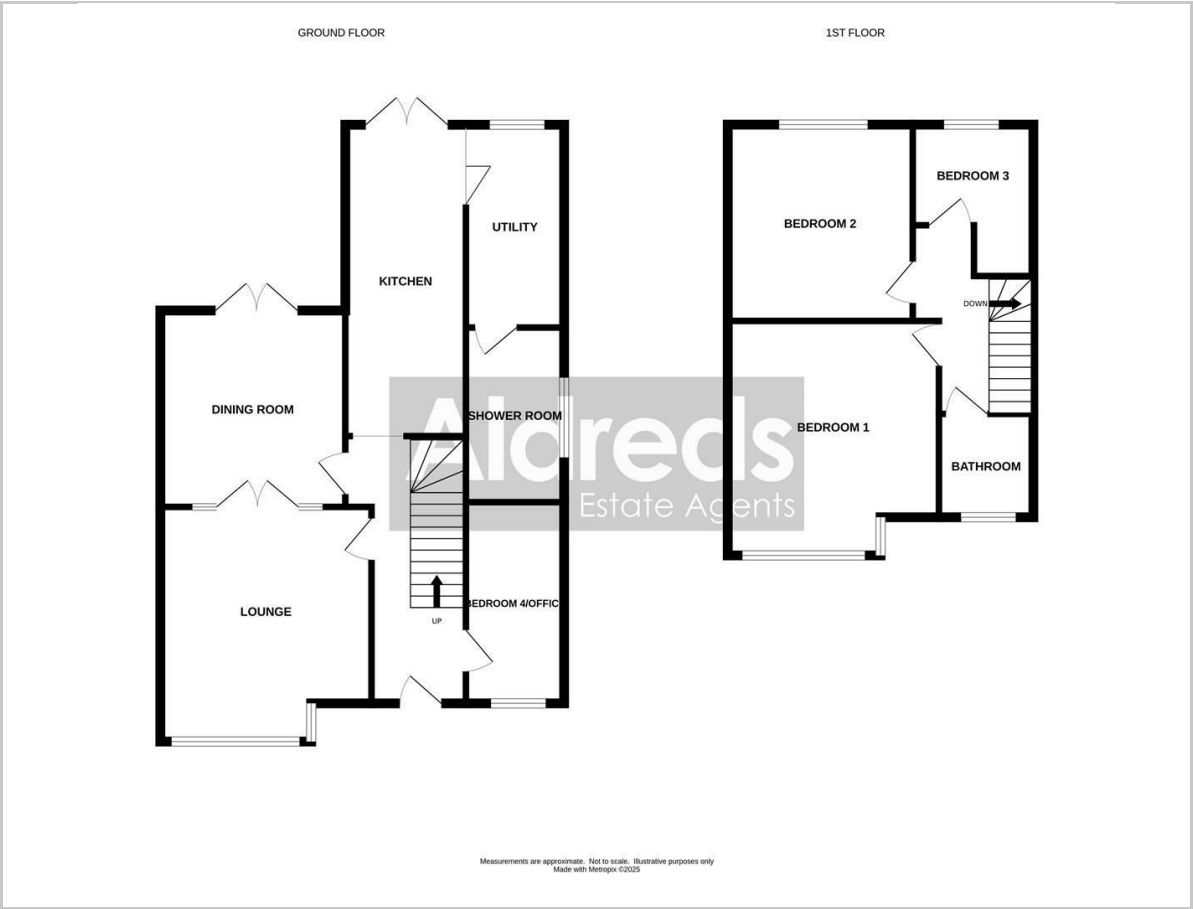 GROUND FLOOR
1ST FLOOR
BEDROOM 3
BEDROOM 2
UTILITY
KITCHEN
DOWN
DINING ROOM
SHOWER ROOM
BEDROOM 1
Aldreds
BATHROOM
Estate Agents
BEDROOM 4/OFFIC
LOUNGE
UP
Measurements are approximate. Not to scale. Illustrative purposes only
Made with Metropix ©2025